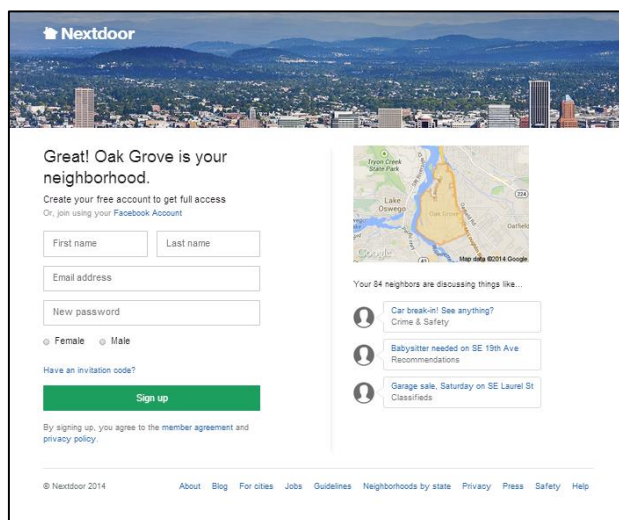 Nextdoor
Great! Oak Grove is your
neighborhood.
Create your free account to get full access
Or, join using your Facebook Account
First name
Last name
Email address
New password
Female
Male
Have an invitation code?
Sign up
By signing up, you agree to the member agreement and
privacy policy.
Tryon Creek
State Park
Lake
Oswego
Oak Grove
Oatfield
224
43
Google
Map data ©2014 Google
Your 84 neighbors are discussing things like...
Car break-in! See anything?
Crime & Safety
Babysitter needed on SE 19th Ave
Recommendations
Garage sale, Saturday on SE Laurel St
Classifieds
© Nextdoor 2014
About Blog For cities Jobs Guidelines Neighborhoods by state Privacy Press Safety Help